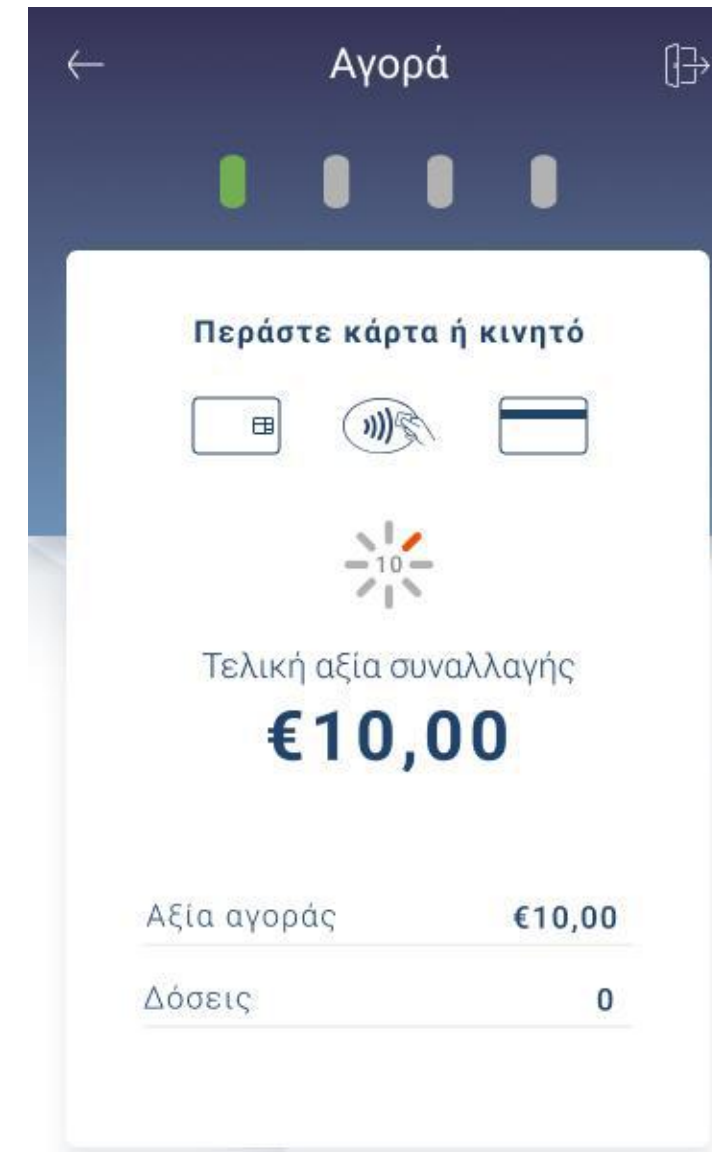 Αγορά
Περάστε κάρτα ή κινητό
10
Τελική αξία συναλλαγής
€10,00
Αξία αγοράς €10,00
Δόσεις 0